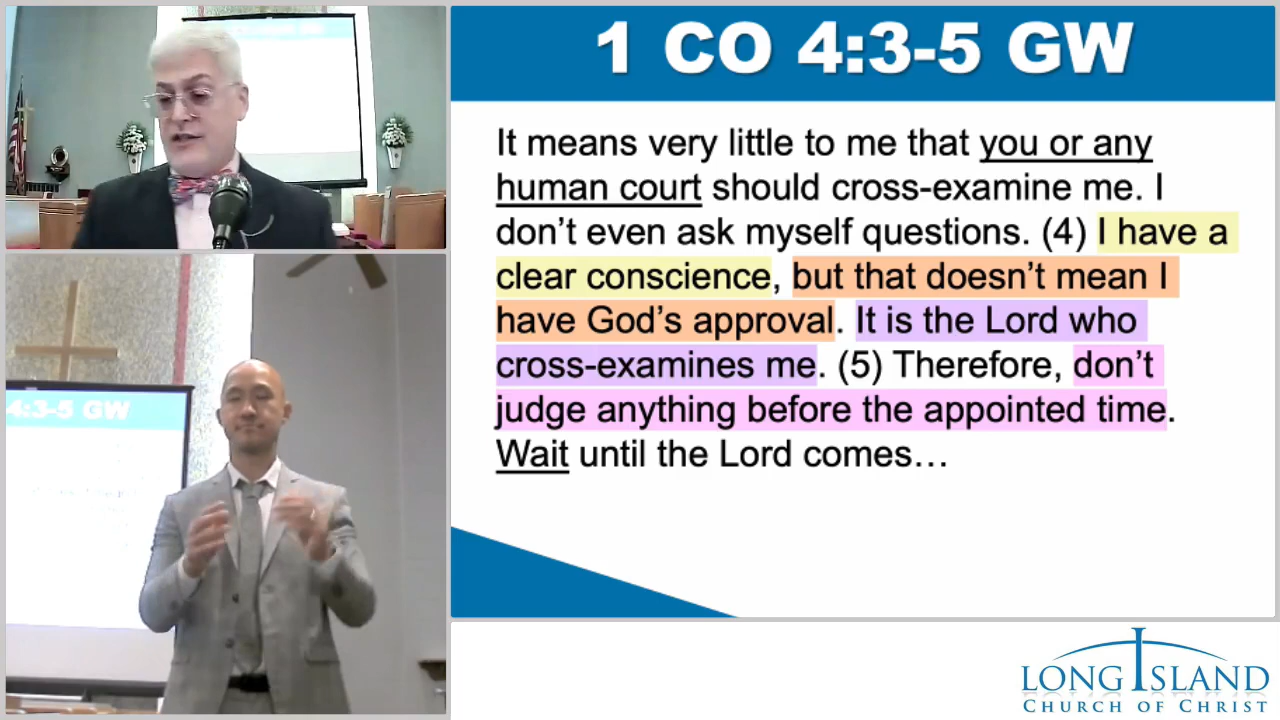 1 CO 4:3-5 GW
It means very little to me that you or any
human court should cross-examine me. I
don’t even ask myself questions. (4) I have a
clear conscience, but that doesn’t mean I
have God’s approval. It is the Lord who
cross-examines me. (5) Therefore, don’t
judge anything before the appointed time.
Wait until the Lord comes…
4:3-5 GW
LONG ISLAND
CHURCH OF CHRIST